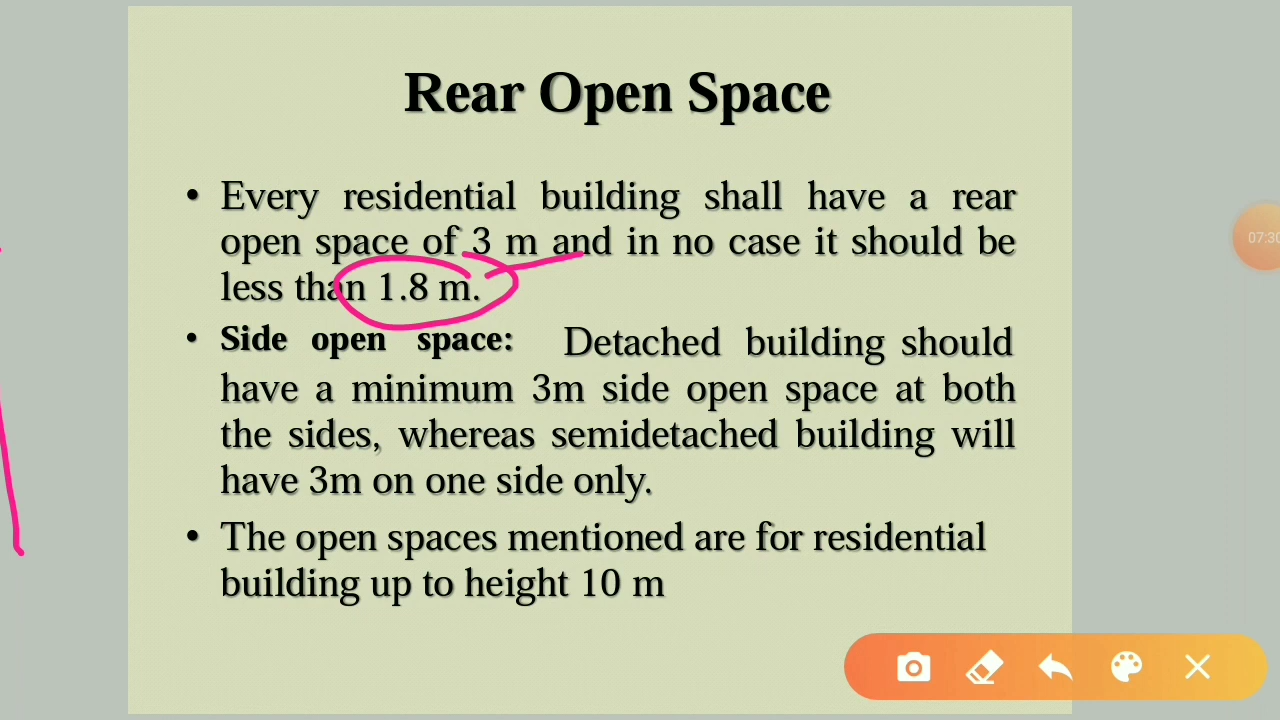 Rear Open Space
• Every residential building shall have a rear
open space of 3 m and in no case it should be
less than 1.8 m.
• Side open space: Detached building should
have a minimum 3m side open space at both
the sides, whereas semidetached building will
have 3m on one side only.
• The open spaces mentioned are for residential
building up to height 10 m
07:30